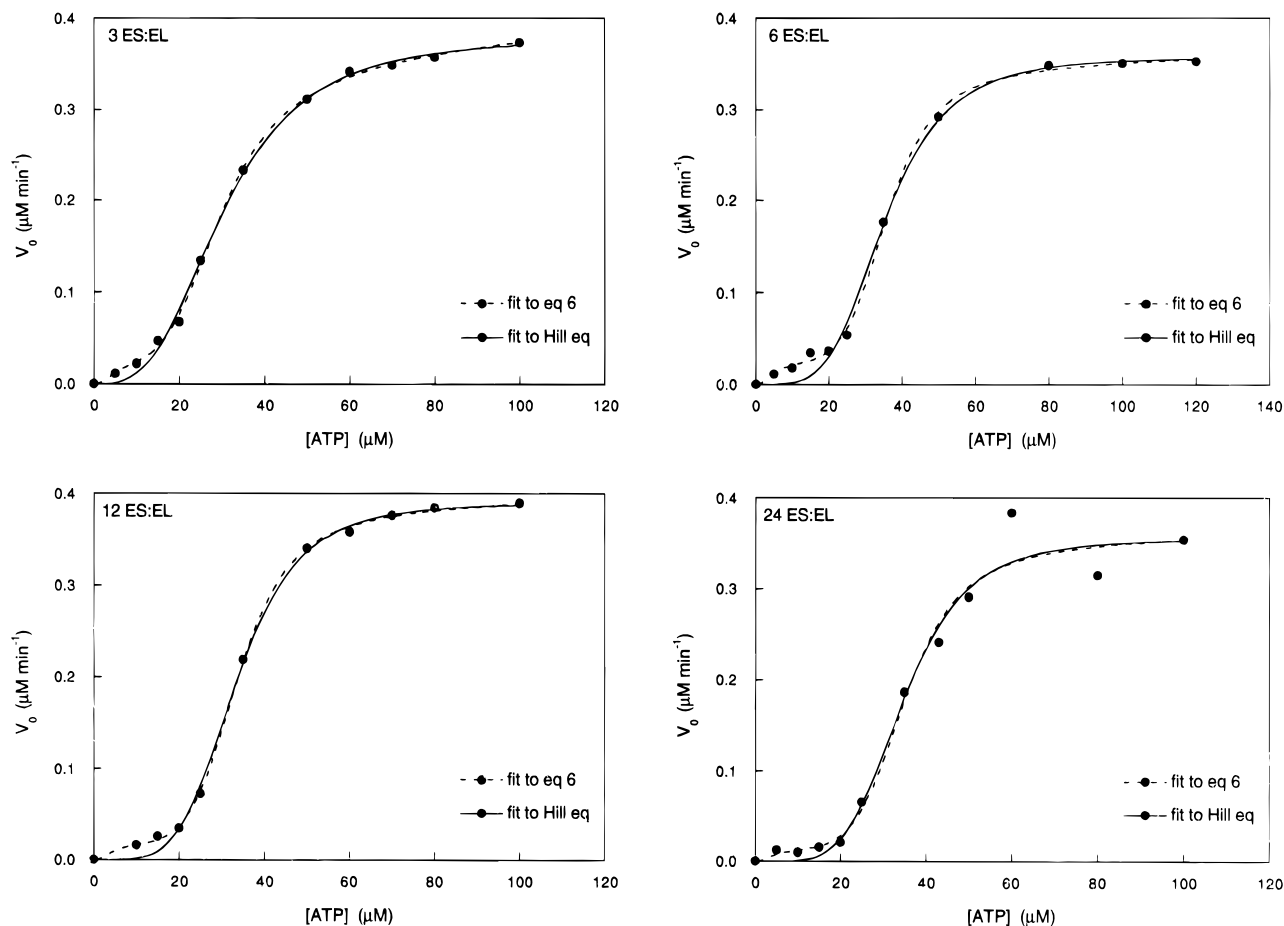 3 ES:EL
0.4
0.3
0.2
0.1
0.0
V0 (μM min-1)
fit to eq 6
fit to Hill eq
0 20 40 60 80 100 120
[ATP] (μM)
6 ES:EL
0.4
0.3
0.2
0.1
0.0
V0 (μM min-1)
fit to eq 6
fit to Hill eq
0 20 40 60 80 100 120 140
[ATP] (μM)
12 ES:EL
0.4
0.3
0.2
0.1
0.0
V0 (μM min-1)
fit to eq 6
fit to Hill eq
0 20 40 60 80 100 120
[ATP] (μM)
24 ES:EL
0.4
0.3
0.2
0.1
0.0
V0 (μM min-1)
fit to eq 6
fit to Hill eq
0 20 40 60 80 100 120
[ATP] (μM)